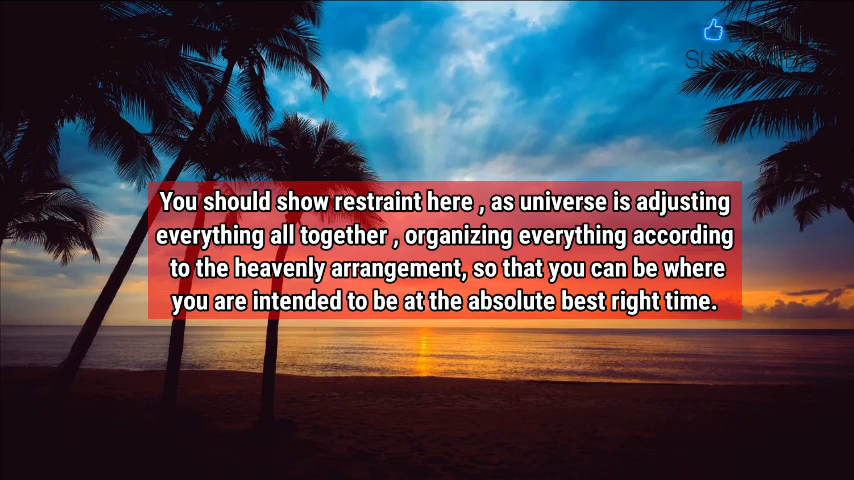 You should show restraint here , as universe is adjusting
everything all together , organizing everything according
to the heavenly arrangement, so that you can be where
you are intended to be at the absolute best right time.